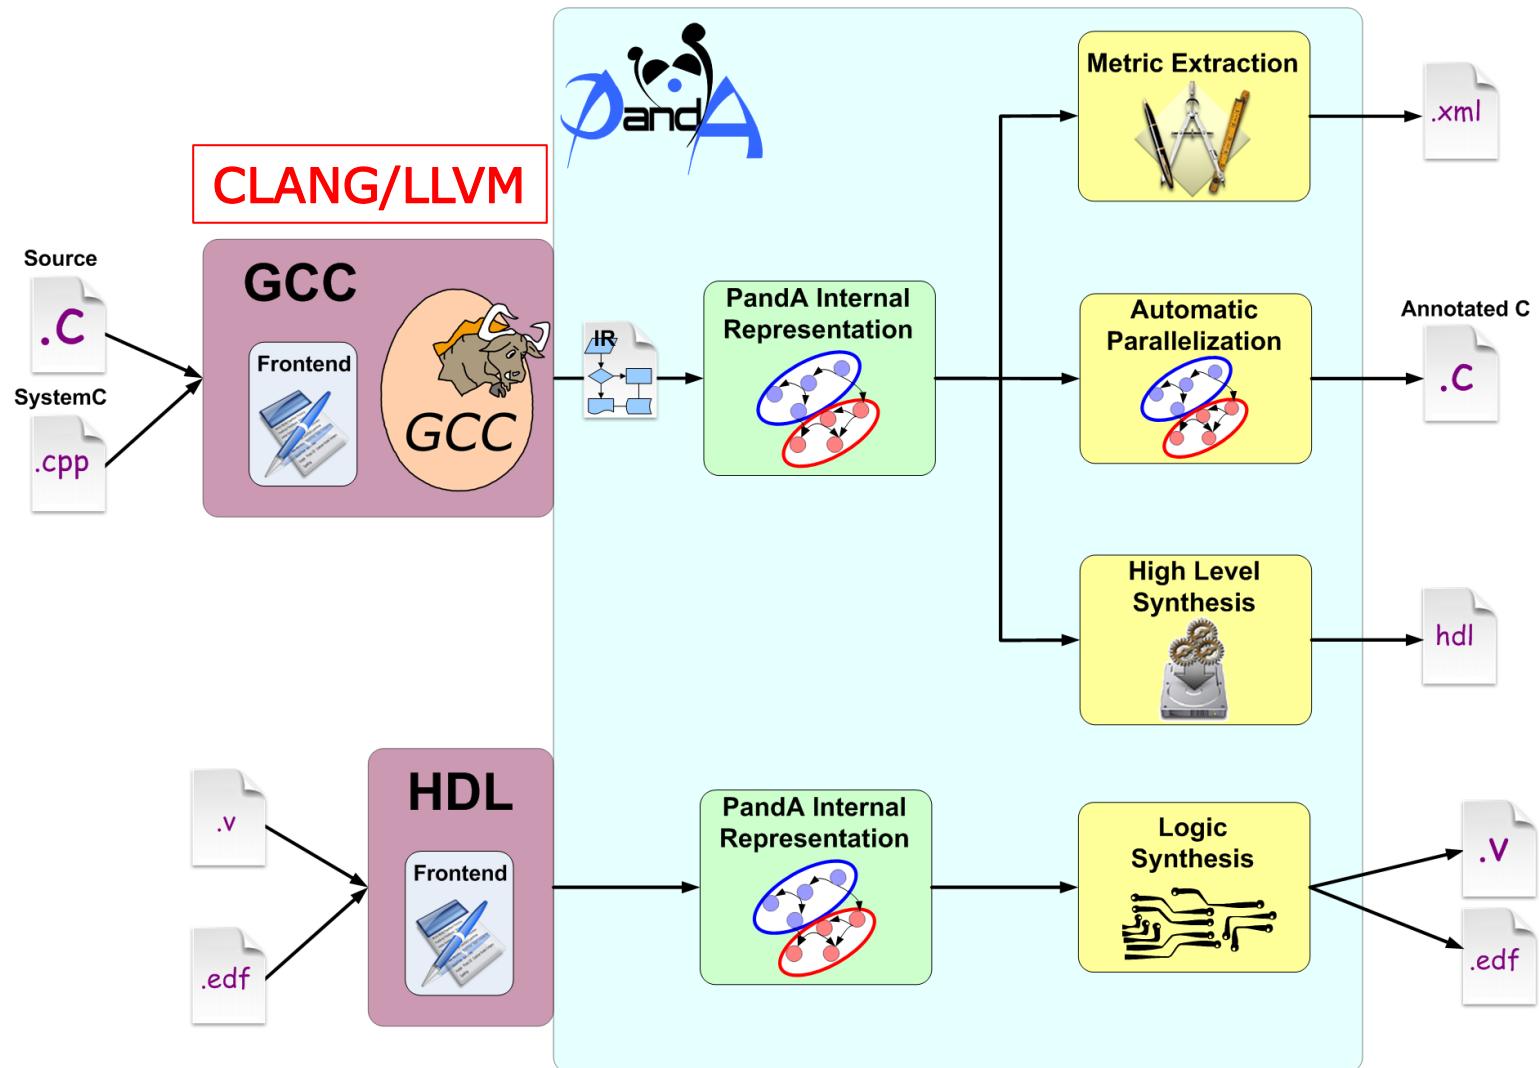 PandA
Metric Extraction
.xml
CLANG/LLVM
Source
.C
GCC
Frontend
GCC
SystemC
.cpp
IR
PandA Internal
Representation
Automatic
Parallelization
Annotated C
.C
High Level
Synthesis
hdl
.v
.edf
HDL
Frontend
PandA Internal
Representation
Logic
Synthesis
.v
.edf